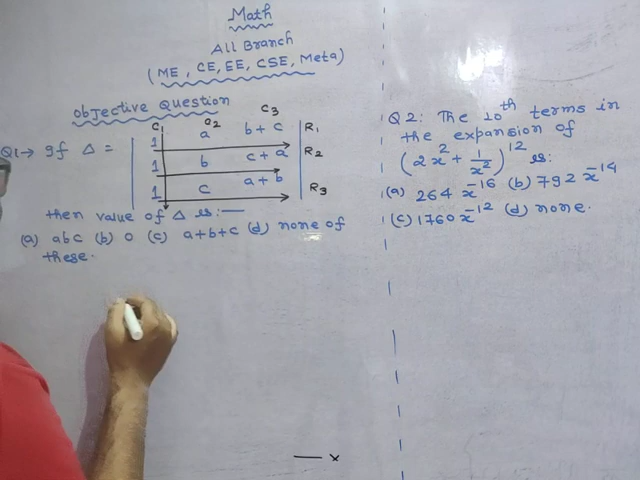 Math
All Branch
(ME, CE, EE, CSE, Meta)
Objective Question
C1 C2 C3
Q1→ If Δ = | 1 a b+c | R1
| 1 b c+a | R2
| 1 c a+b | R3
then value of Δ is:—
(a) abc (b) 0 (c) a+b+c (d) none of
these.
Q2: The 10th terms in
the expansion of
(2x² + 1/x²)^12 is:
(a) 264 x^-16 (b) 792 x^-14
(c) 1760 x^-12 (d) none.
— x